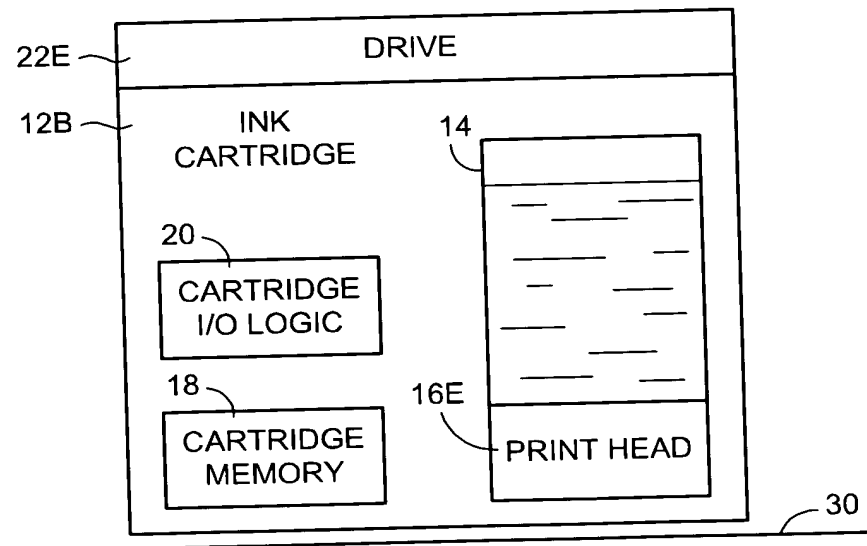 DRIVE
22E
12B
INK
CARTRIDGE
14
20
CARTRIDGE
I/O LOGIC
18
CARTRIDGE
MEMORY
16E
PRINT HEAD
30